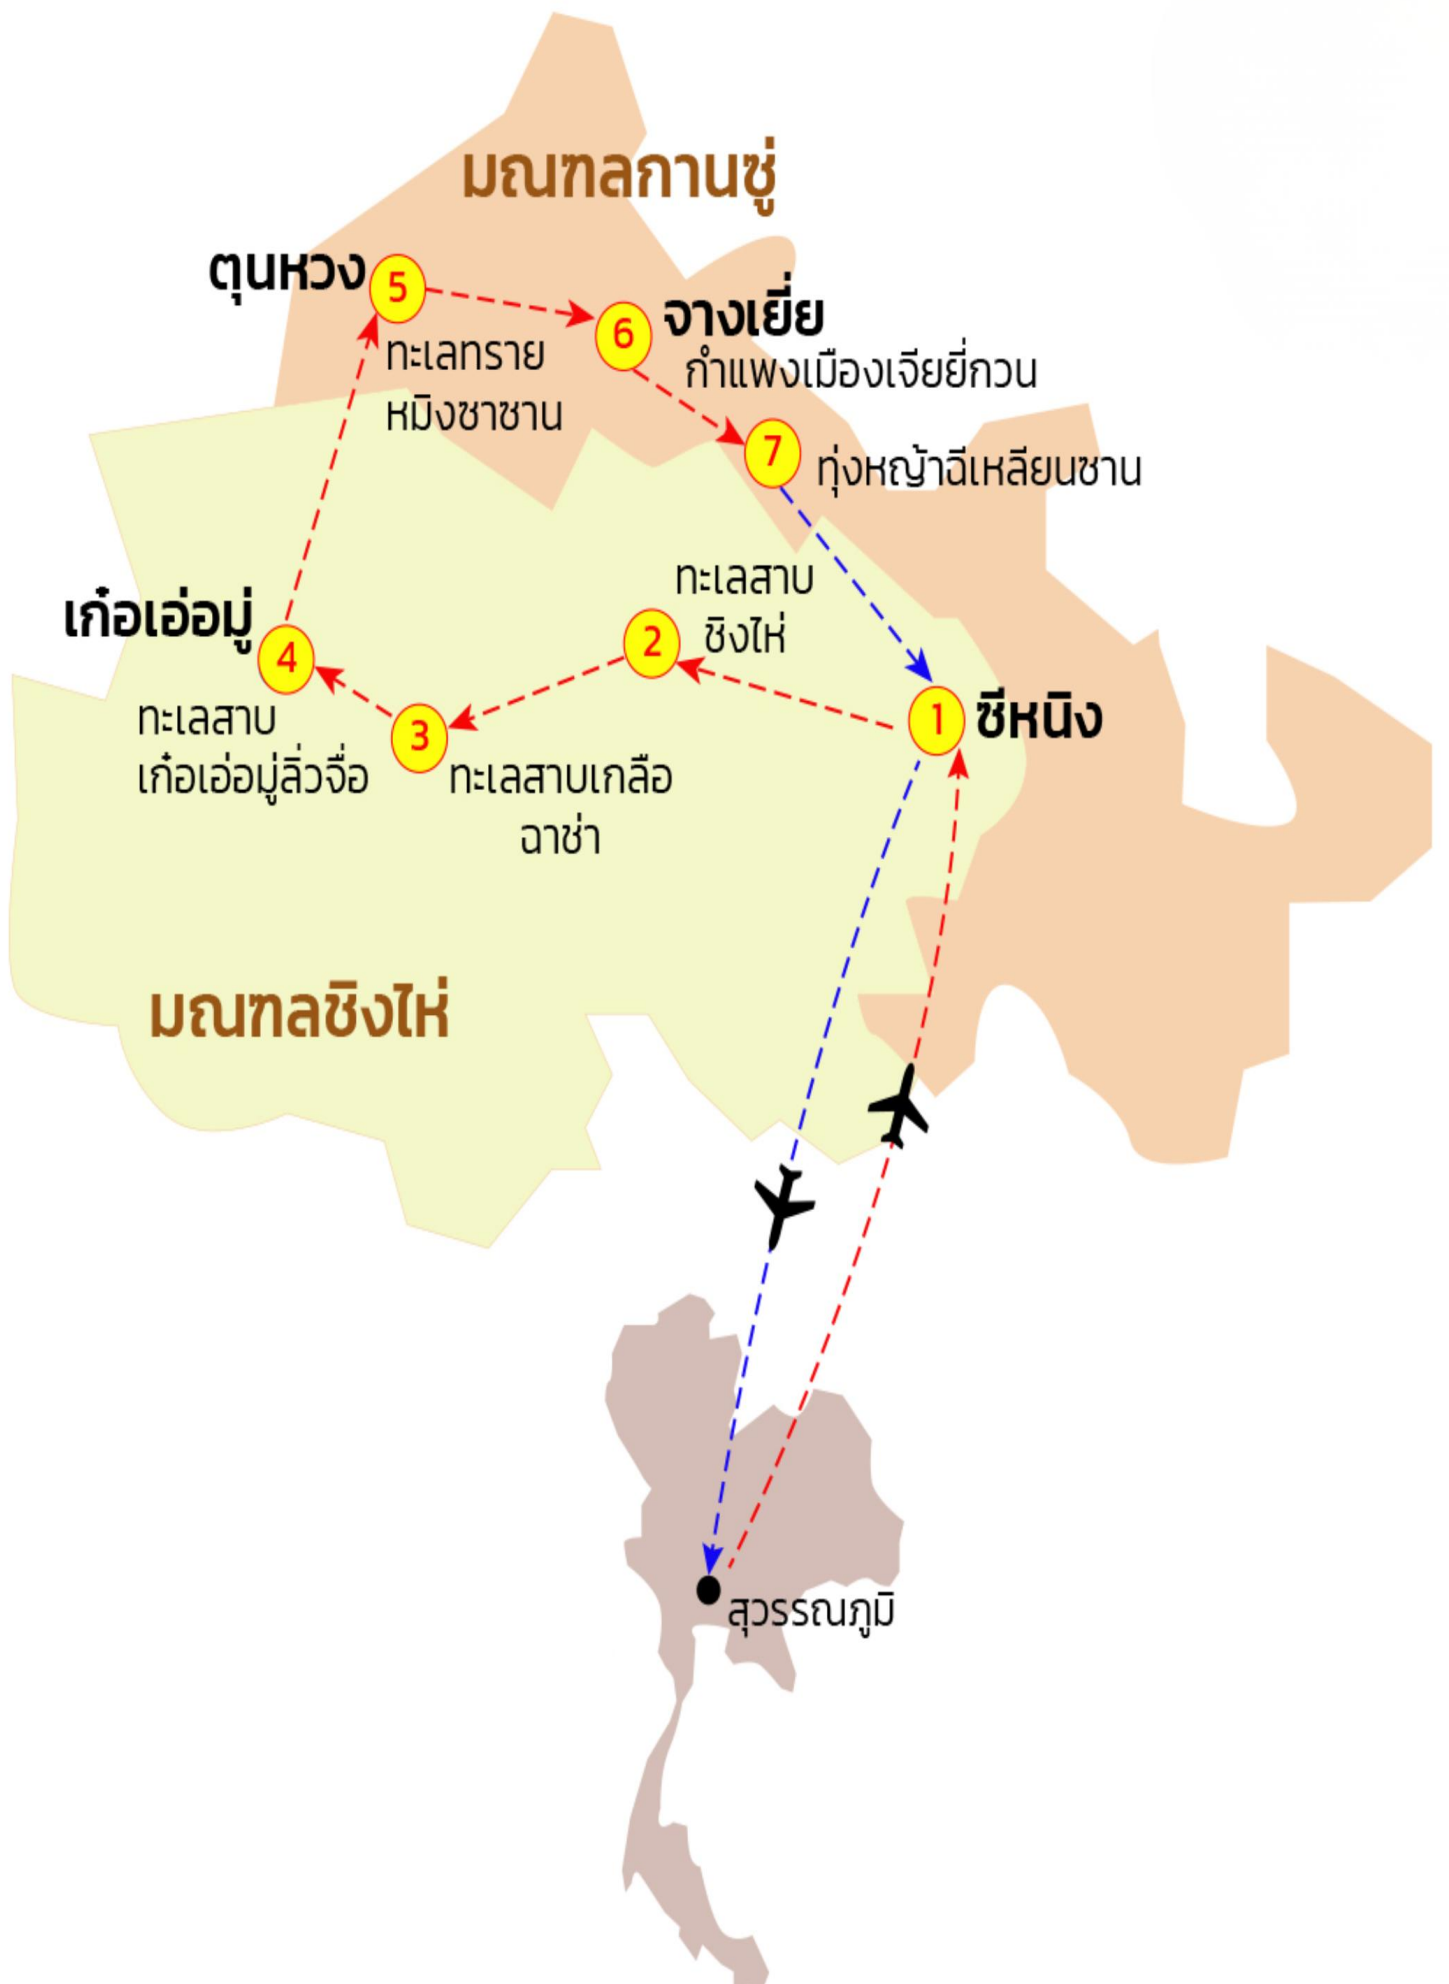 มณฑลกานซู่
ตุนหวง
5
ทะเลทราย
หมิงซาซาน
6
จางเยี่ย
กำแพงเมืองเจียยี่กวน
7
ทุ่งหญ้าฉีเหลียนซาน
ทะเลสาบ
ชิงไห่
2
เก๋อเอ่อมู่
4
ทะเลสาบ
เก๋อเอ่อมู่ลิ่วจื่อ
3
ทะเลสาบเกลือ
ฉาช่า
1
ซีหนิง
มณฑลชิงไห่
สุวรรณภูมิ